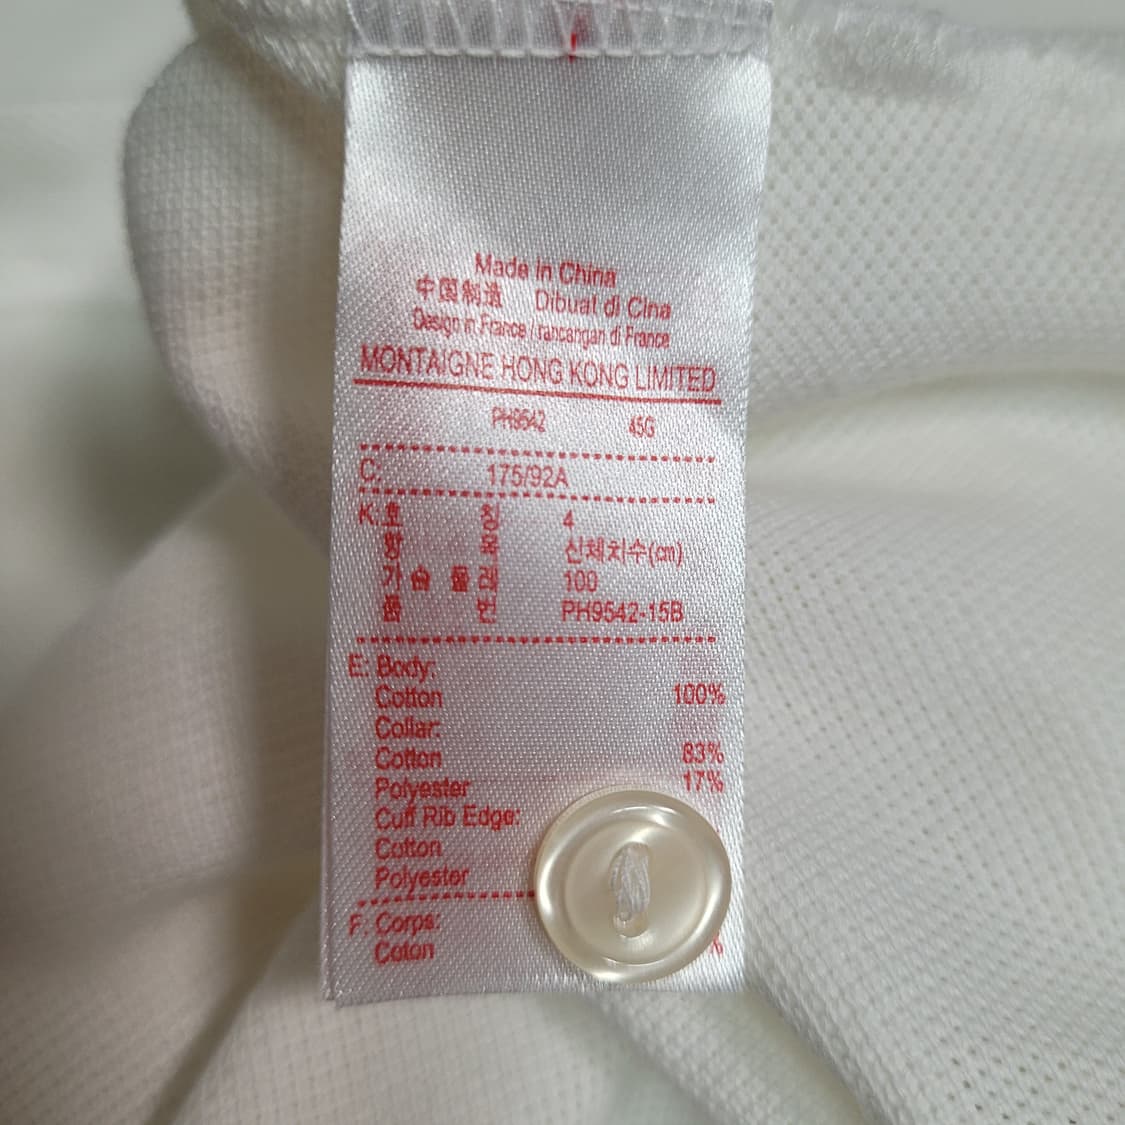 Made in China
中国制造 Dibuat di Cina
Design in France / rancangan di France
MONTAIGNE HONG KONG LIMITED
PH9542 45G
C: 175/92A
K: 호 칭 4
항 목 신체치수(cm)
가 슴 둘 레 100
품 번 PH9542-15B
E: Body:
Cotton 100%
Collar:
Cotton 83%
Polyester 17%
Cuff Rib Edge:
Cotton
Polyester
F: Corps:
Coton %